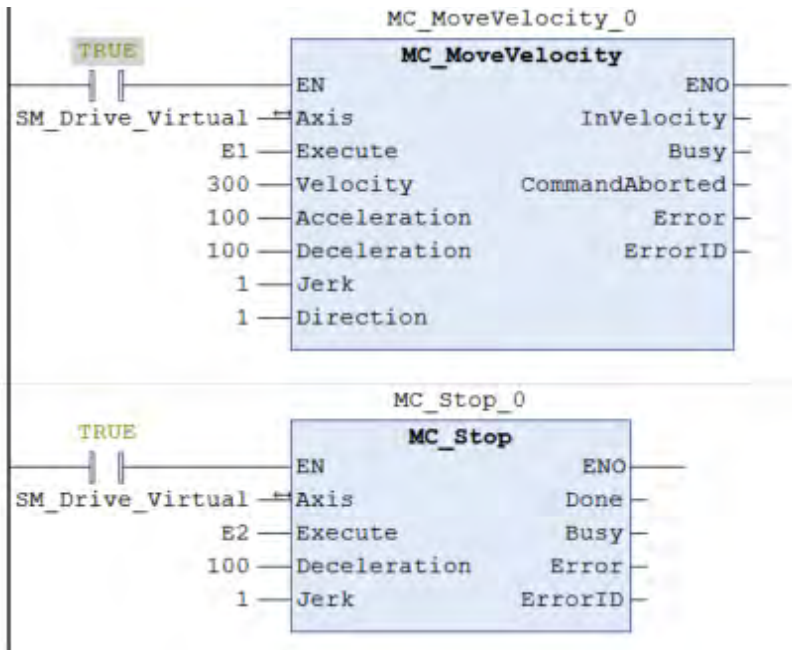 MC_MoveVelocity_0
TRUE
MC_MoveVelocity
EN ENO
SM_Drive_Virtual Axis InVelocity
E1 Execute Busy
300 Velocity CommandAborted
100 Acceleration Error
100 Deceleration ErrorID
1 Jerk
1 Direction
MC_Stop_0
TRUE
MC_Stop
EN ENO
SM_Drive_Virtual Axis Done
E2 Execute Busy
100 Deceleration Error
1 Jerk ErrorID